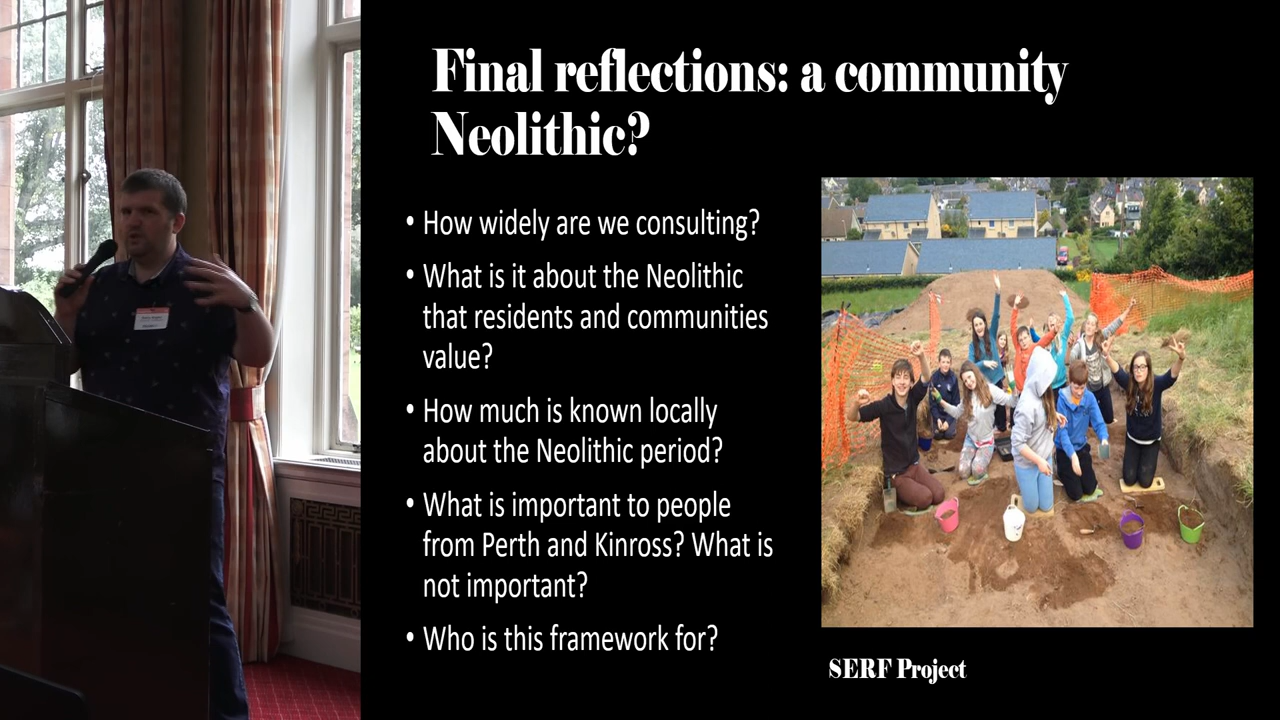 Final reflections: a community
Neolithic?
• How widely are we consulting?
• What is it about the Neolithic
that residents and communities
value?
• How much is known locally
about the Neolithic period?
• What is important to people
from Perth and Kinross? What is
not important?
• Who is this framework for?
SERF Project